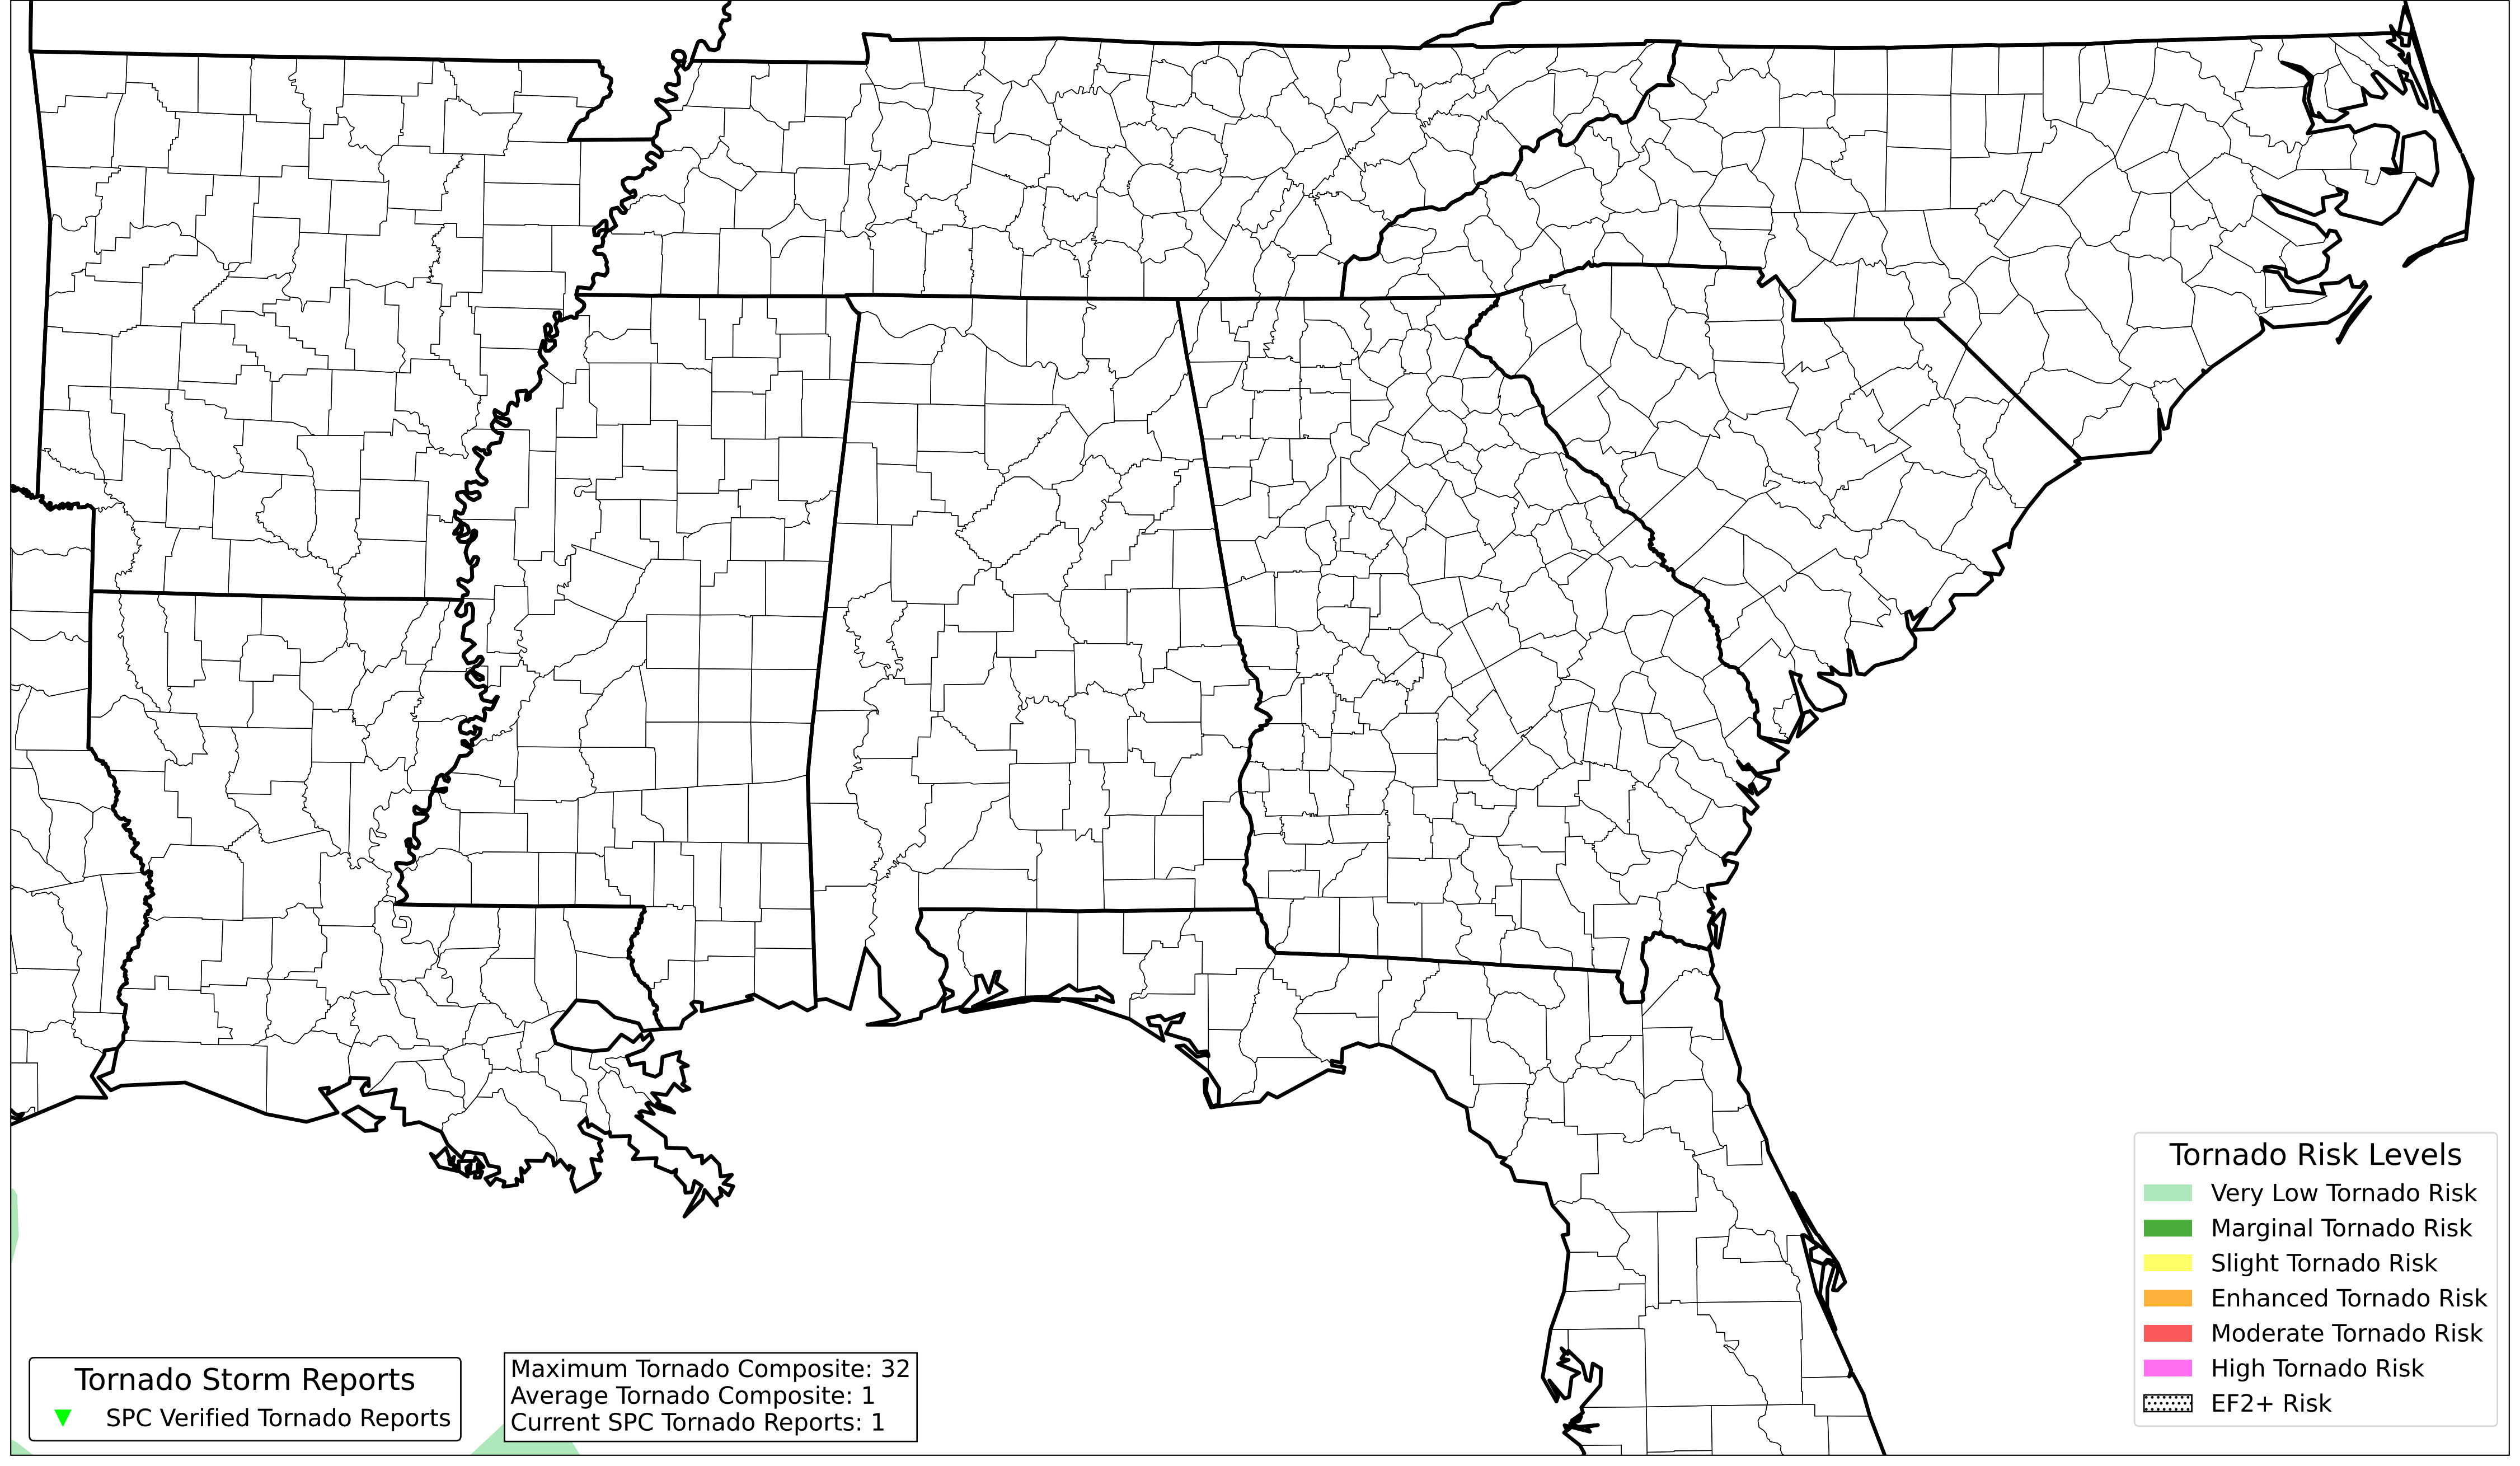 Tornado Risk Levels
Very Low Tornado Risk
Marginal Tornado Risk
Slight Tornado Risk
Enhanced Tornado Risk
Moderate Tornado Risk
High Tornado Risk
EF2+ Risk
Tornado Storm Reports
SPC Verified Tornado Reports
Maximum Tornado Composite: 32
Average Tornado Composite: 1
Current SPC Tornado Reports: 1